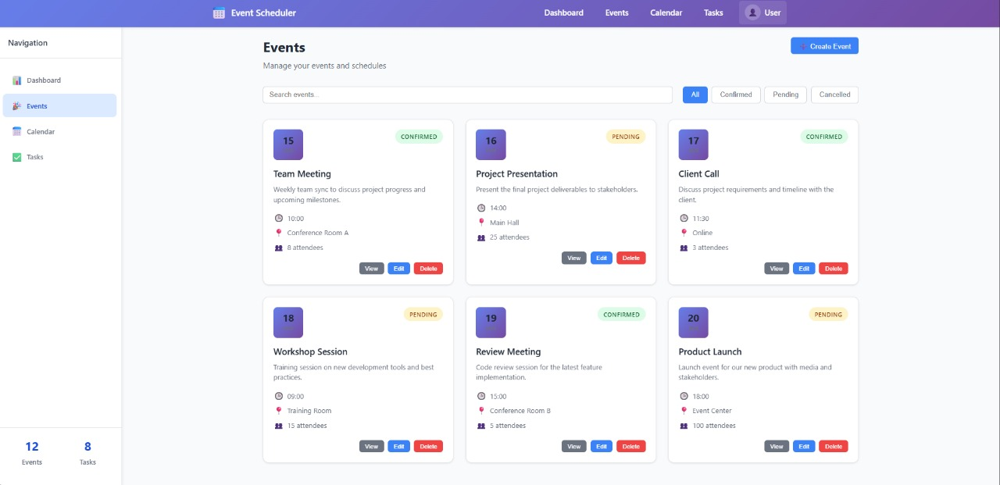 Event Scheduler
Dashboard
Events
Calendar
Tasks
User
Navigation
Dashboard
Events
Calendar
Tasks
12
Events
8
Tasks
Events
Manage your events and schedules
Create Event
Search events...
All
Confirmed
Pending
Cancelled
15
CONFIRMED
Team Meeting
Weekly team sync to discuss project progress and
upcoming milestones.
10:00
Conference Room A
8 attendees
View
Edit
Delete
16
PENDING
Project Presentation
Present the final project deliverables to stakeholders.
14:00
Main Hall
25 attendees
View
Edit
Delete
17
CONFIRMED
Client Call
Discuss project requirements and timeline with the
client.
11:30
Online
3 attendees
View
Edit
Delete
18
PENDING
Workshop Session
Training session on new development tools and best
practices.
09:00
Training Room
15 attendees
View
Edit
Delete
19
CONFIRMED
Review Meeting
Code review session for the latest feature
implementation.
15:00
Conference Room B
5 attendees
View
Edit
Delete
20
PENDING
Product Launch
Launch event for our new product with media and
stakeholders.
18:00
Event Center
100 attendees
View
Edit
Delete